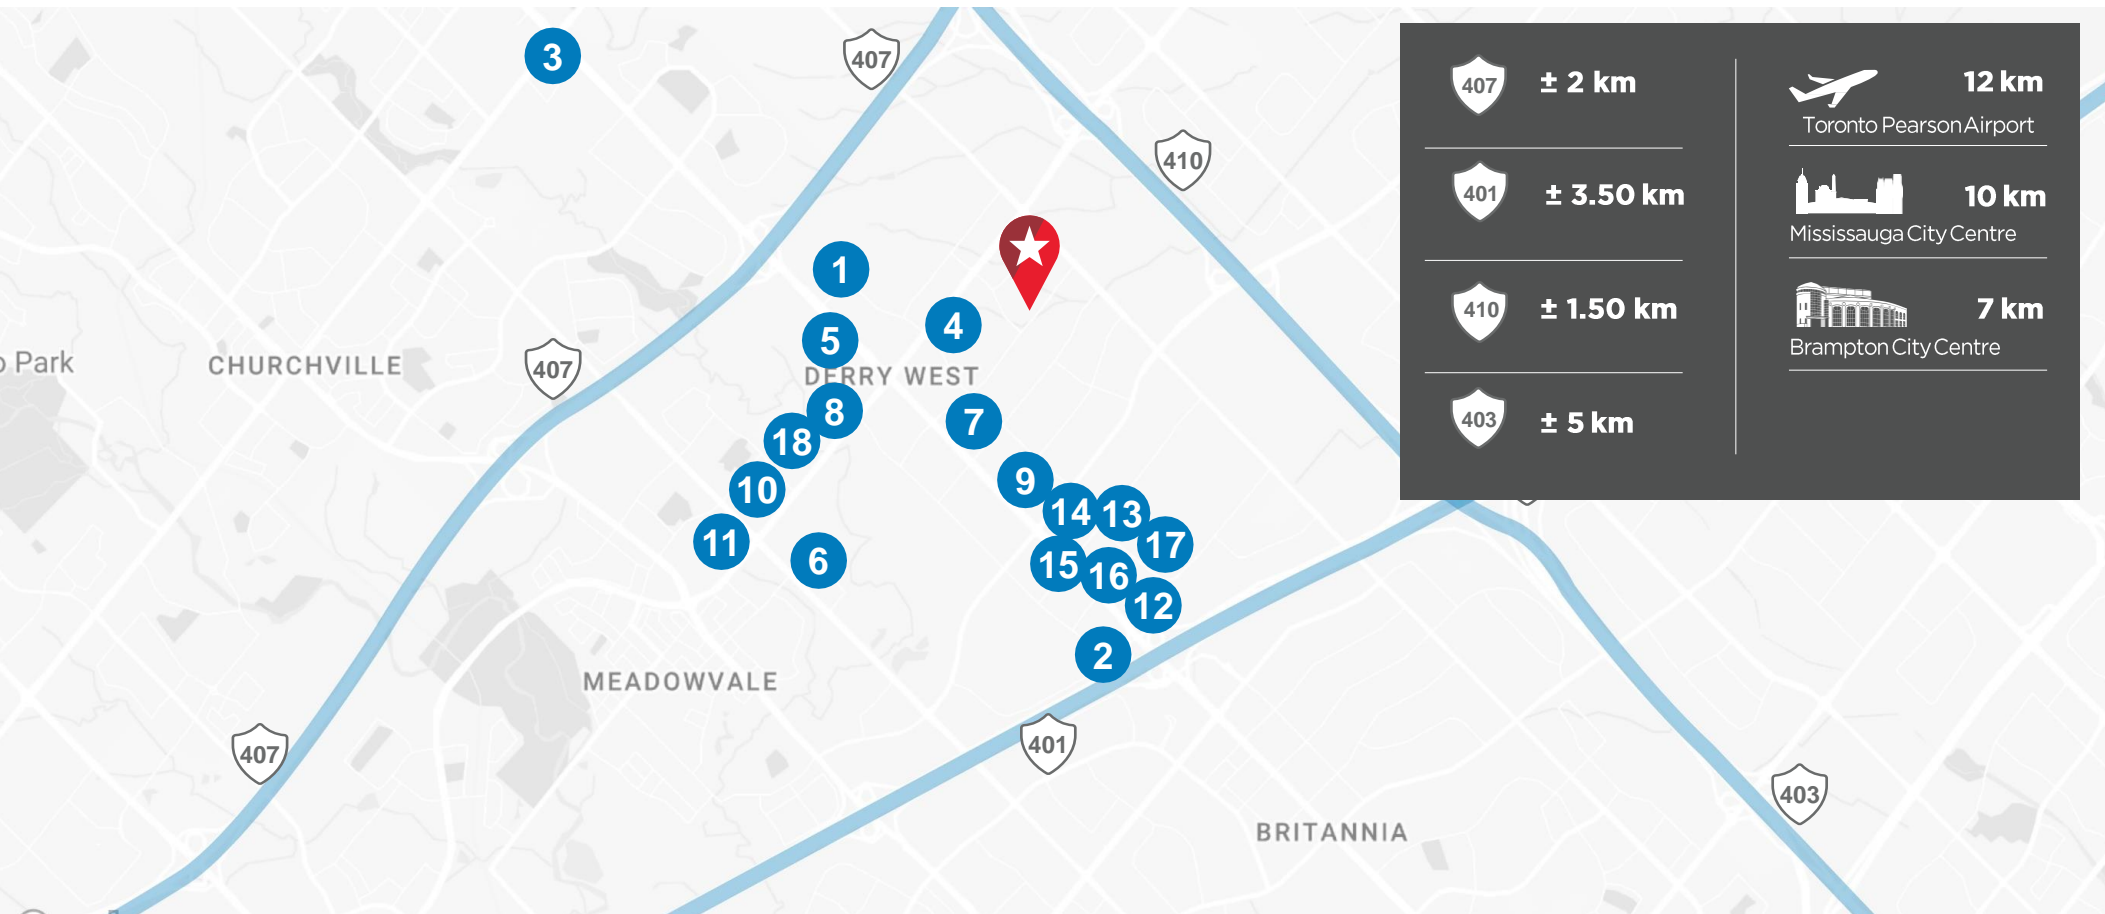 3
407
410
1
4
5
DERRY WEST
o Park
CHURCHVILLE
407
8
7
18
10
9
14
13
11
6
17
15
16
12
2
MEADOWVALE
407
401
403
BRITANNIA
407 ± 2 km
401 ± 3.50 km
410 ± 1.50 km
403 ± 5 km
12 km
Toronto Pearson Airport
10 km
Mississauga City Centre
7 km
Brampton City Centre